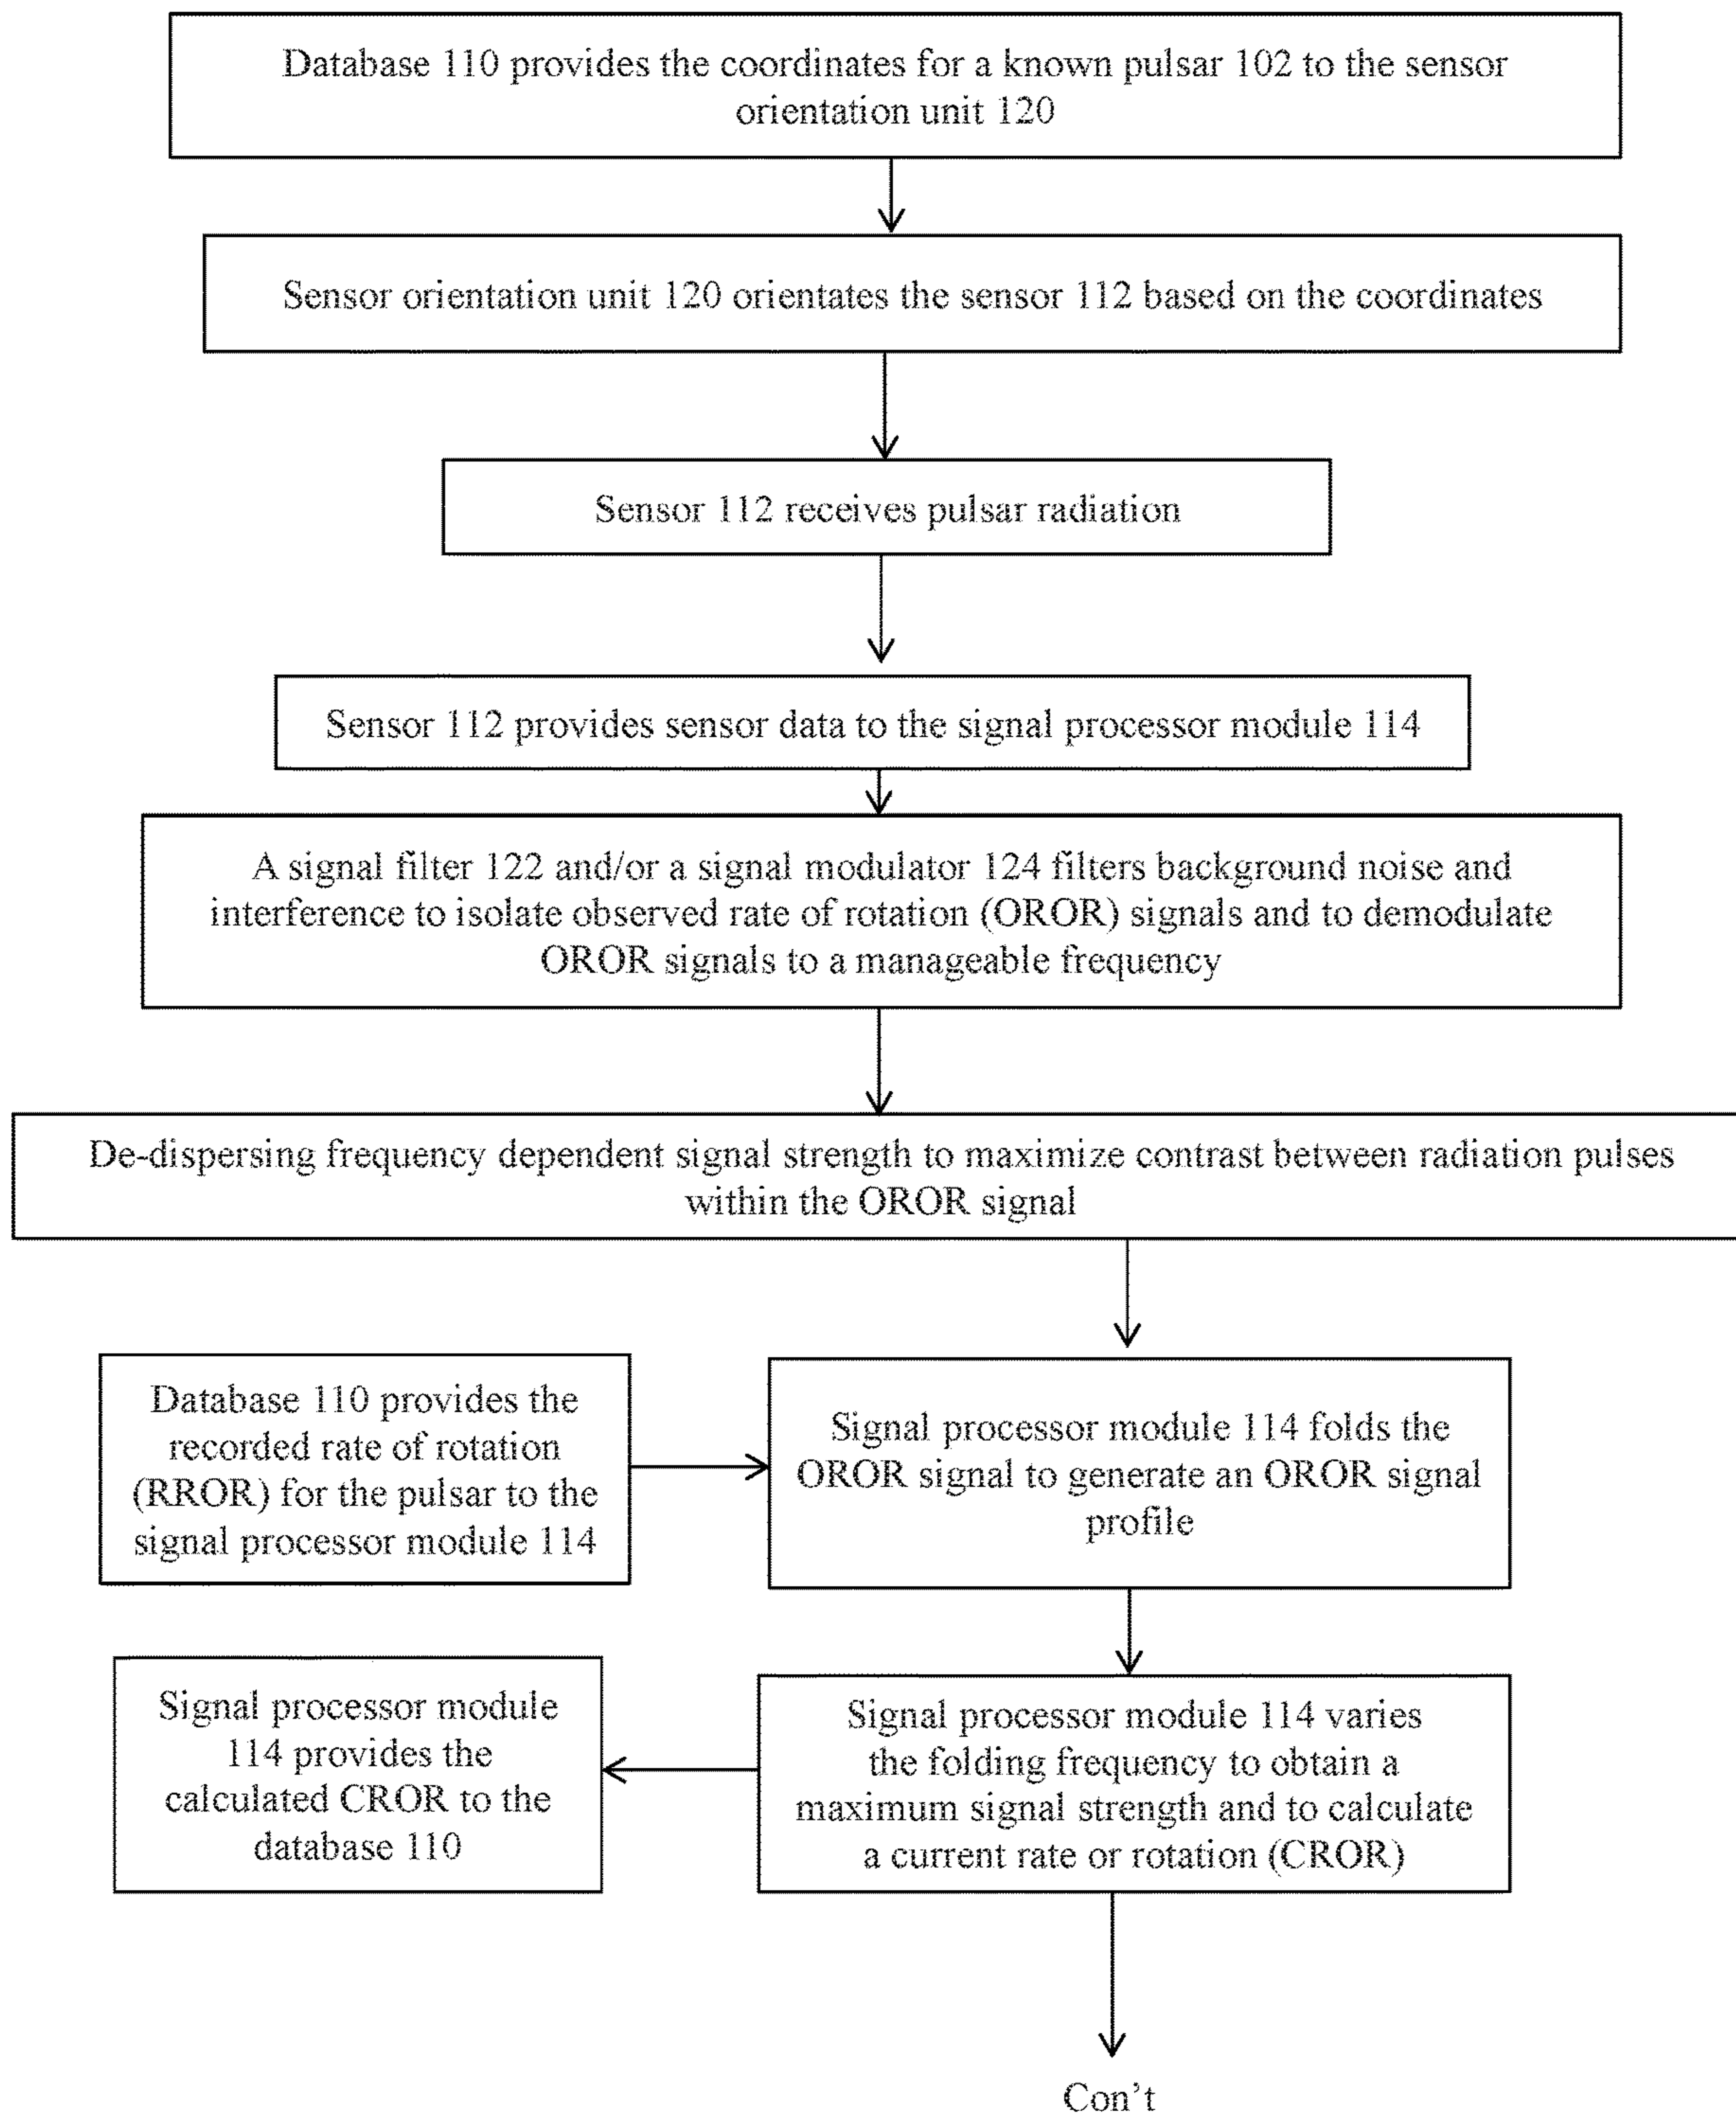 Database 110 provides the coordinates for a known pulsar 102 to the sensor
orientation unit 120
Sensor orientation unit 120 orientates the sensor 112 based on the coordinates
Sensor 112 receives pulsar radiation
Sensor 112 provides sensor data to the signal processor module 114
A signal filter 122 and/or a signal modulator 124 filters background noise and
interference to isolate observed rate of rotation (OROR) signals and to demodulate
OROR signals to a manageable frequency
De-dispersing frequency dependent signal strength to maximize contrast between radiation pulses
within the OROR signal
Database 110 provides the
recorded rate of rotation
(RROR) for the pulsar to the
signal processor module 114
Signal processor module 114 folds the
OROR signal to generate an OROR signal
profile
Signal processor module
114 provides the
calculated CROR to the
database 110
Signal processor module 114 varies
the folding frequency to obtain a
maximum signal strength and to calculate
a current rate or rotation (CROR)
Con't